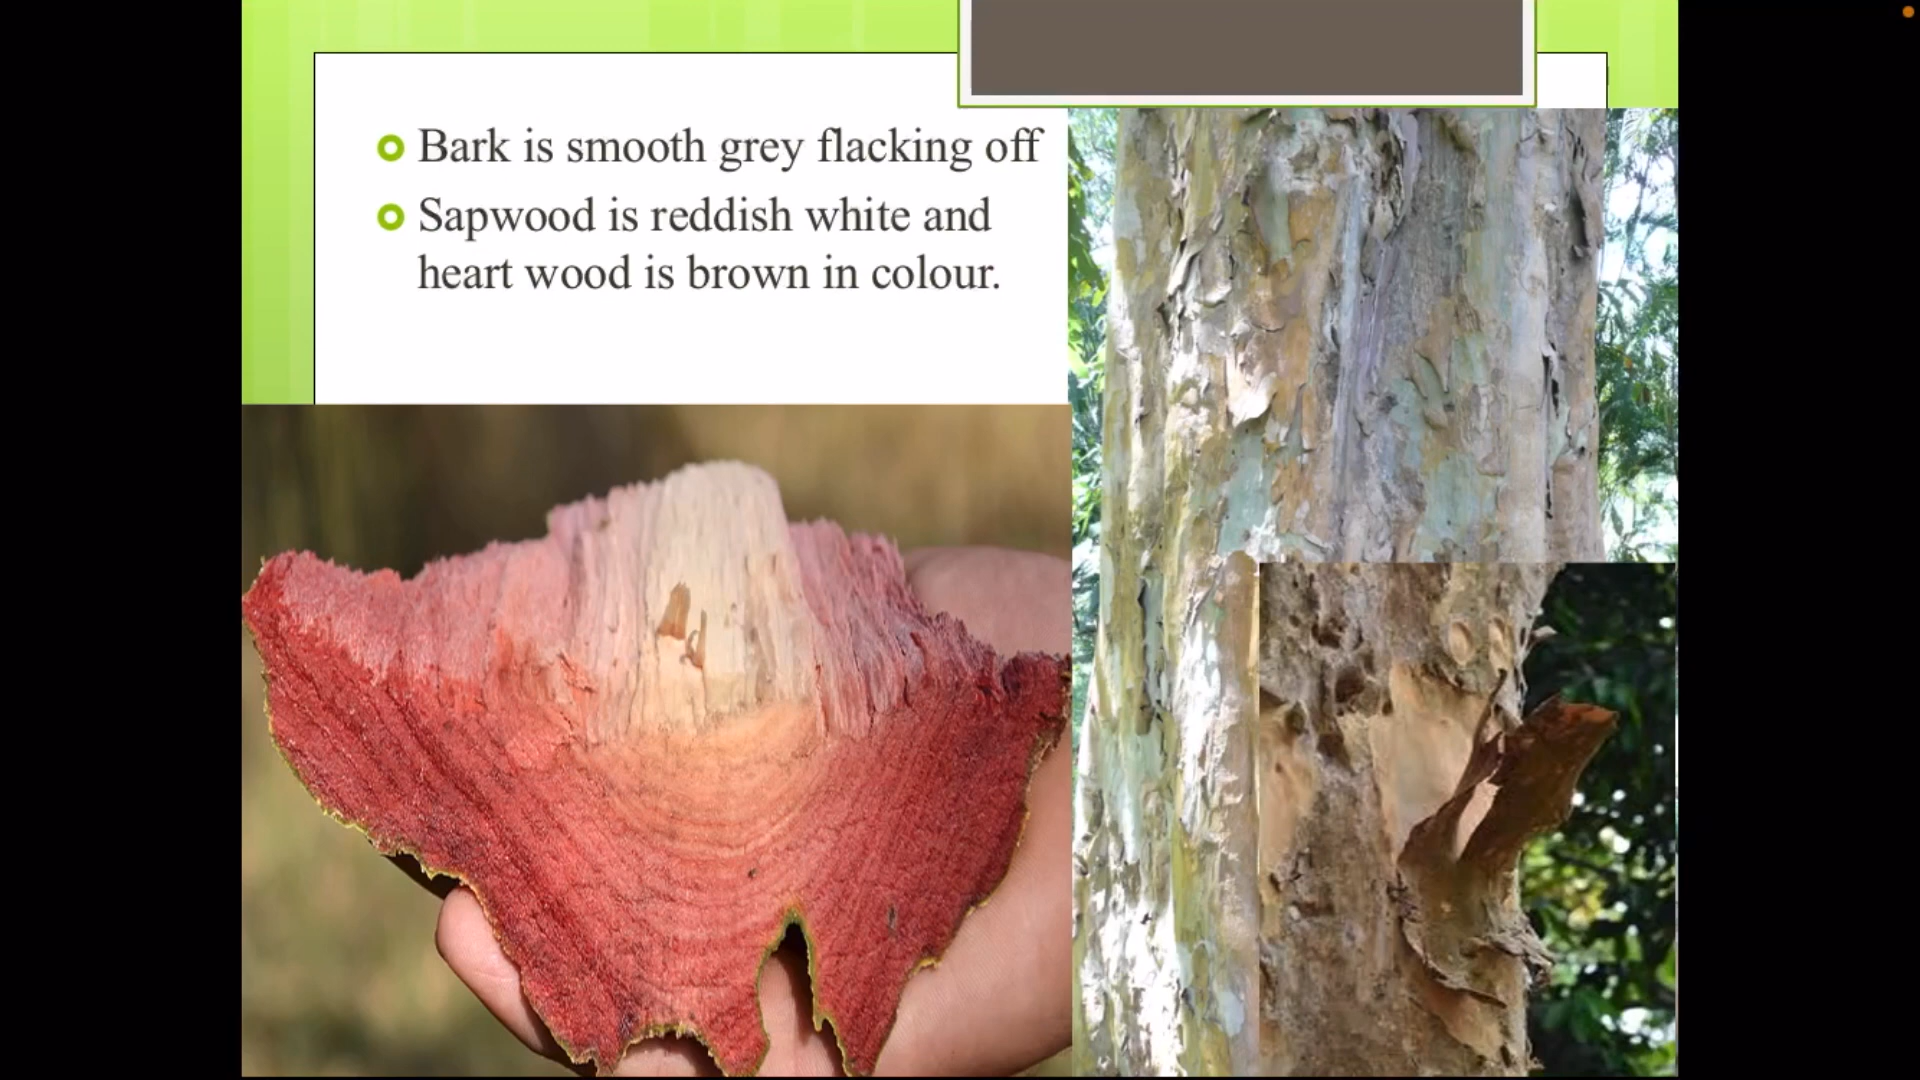 Bark is smooth grey flacking off
Sapwood is reddish white and
heart wood is brown in colour.